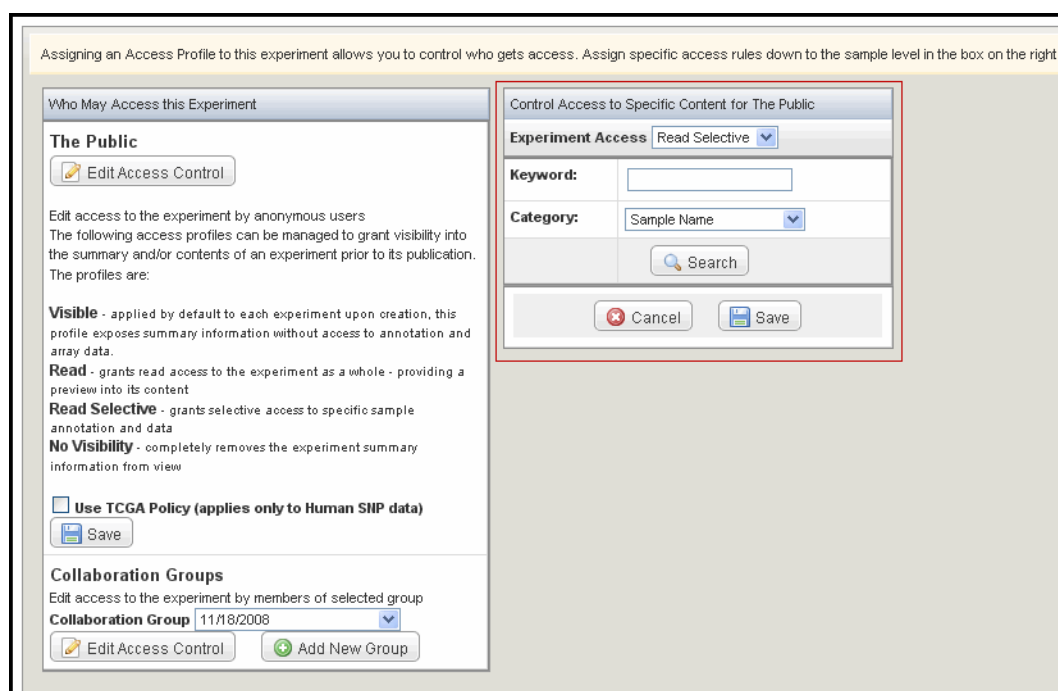 Assigning an Access Profile to this experiment allows you to control who gets access. Assign specific access rules down to the sample level in the box on the right
Who May Access this Experiment
The Public
Edit Access Control
Edit access to the experiment by anonymous users
The following access profiles can be managed to grant visibility into
the summary and/or contents of an experiment prior to its publication.
The profiles are:
Visible - applied by default to each experiment upon creation, this
profile exposes summary information without access to annotation and
array data.
Read - grants read access to the experiment as a whole - providing a
preview into its content
Read Selective - grants selective access to specific sample
annotation and data
No Visibility - completely removes the experiment summary
information from view
Use TCGA Policy (applies only to Human SNP data)
Save
Collaboration Groups
Edit access to the experiment by members of selected group
Collaboration Group 11/18/2008
Edit Access Control Add New Group
Control Access to Specific Content for The Public
Experiment Access Read Selective
Keyword:
Category: Sample Name
Search
Cancel Save